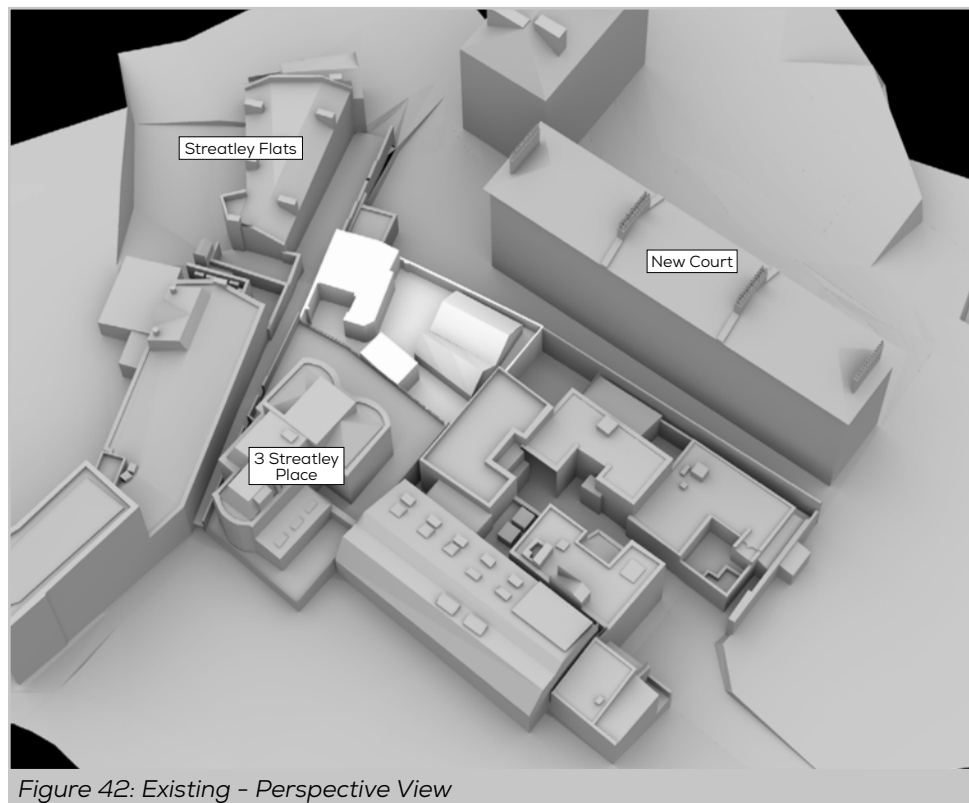 Streatley Flats
New Court
3 Streatley
Place
Figure 42: Existing - Perspective View